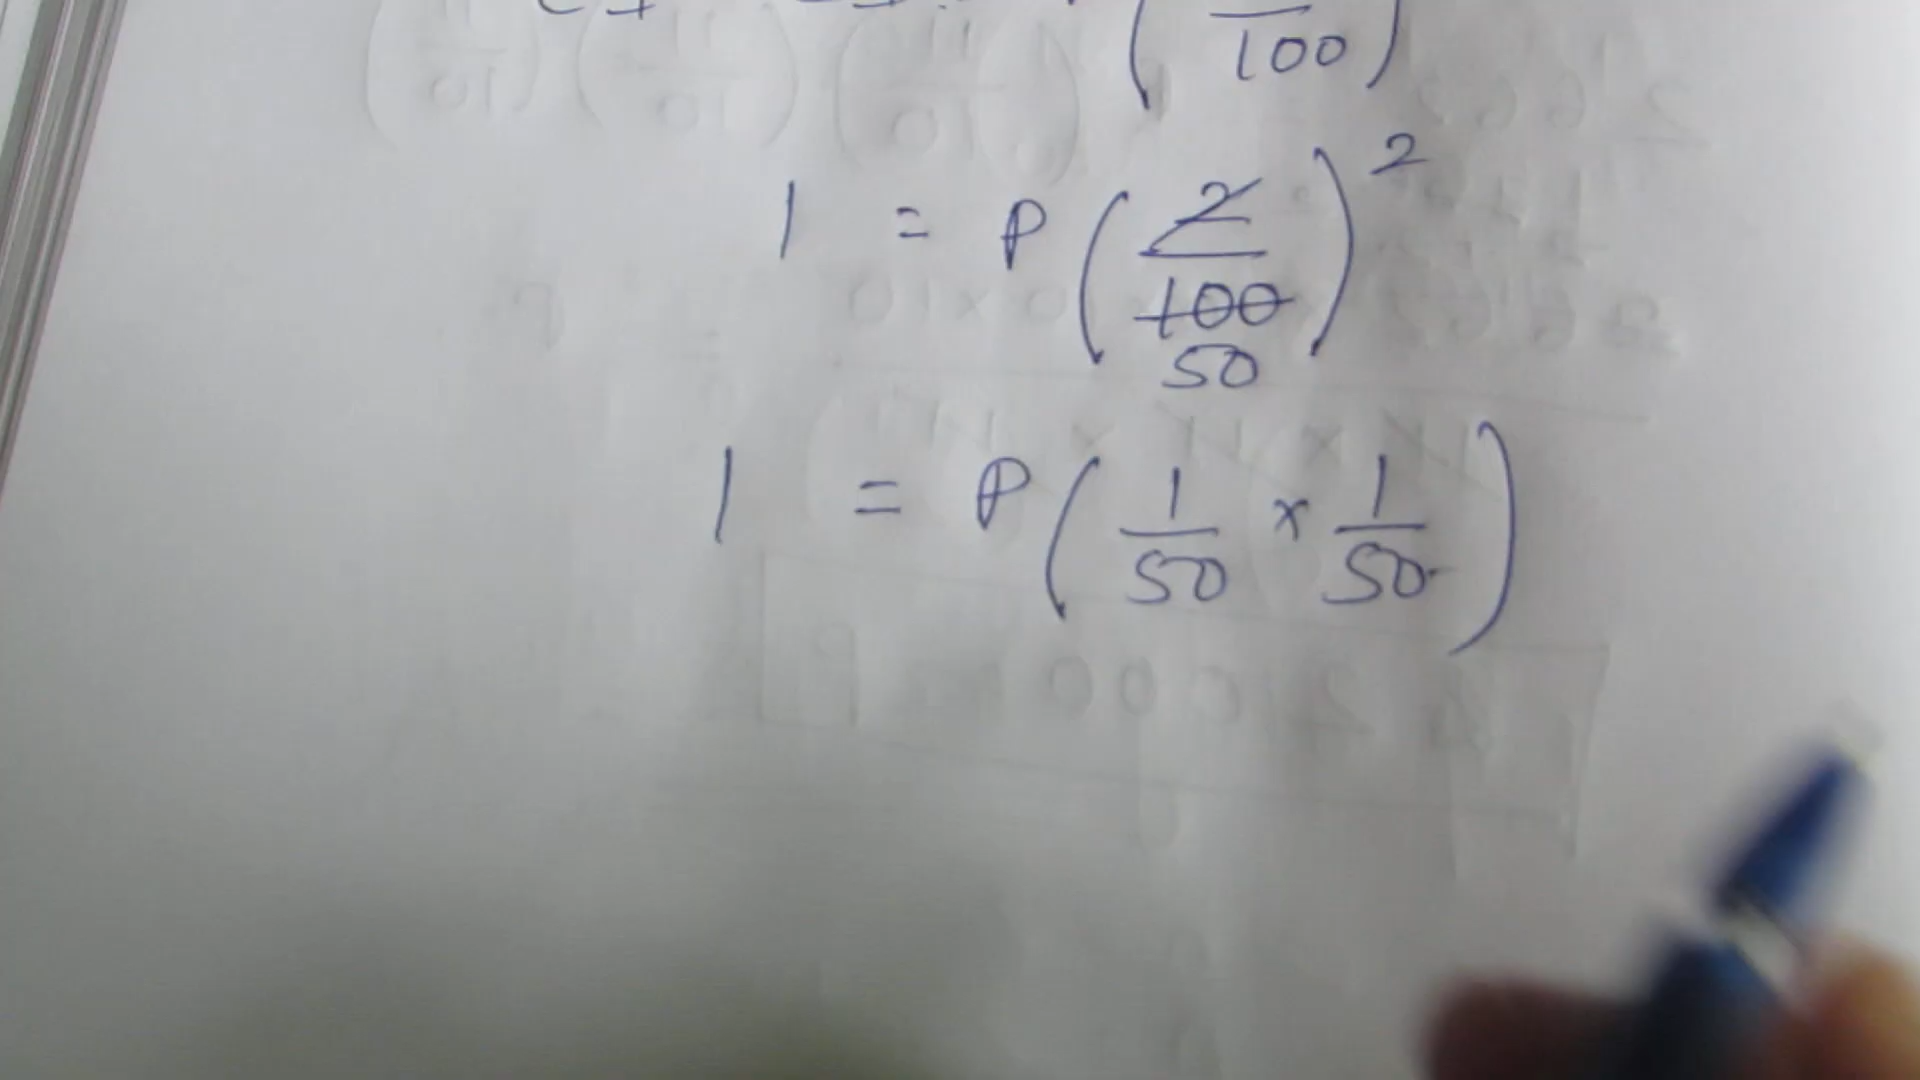 100 )
1 = P ( 2/100 50 )²
1 = P ( 1/50 × 1/50 )